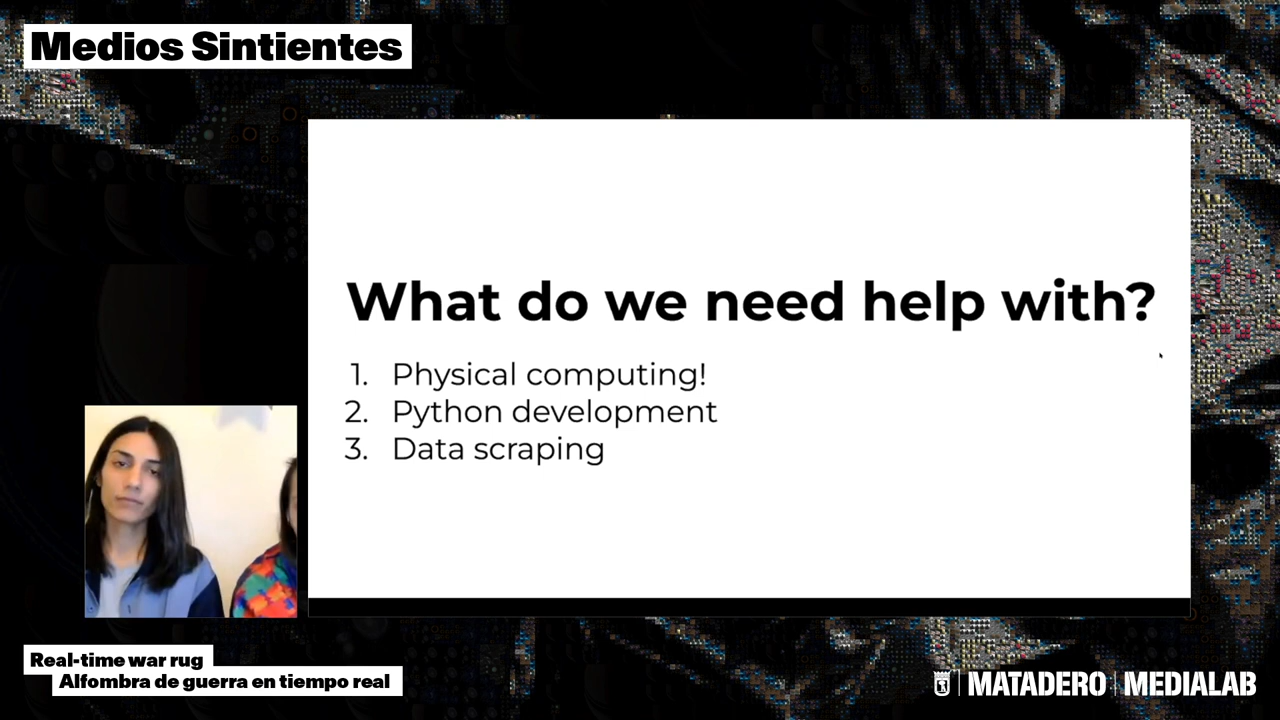 Medios Sintientes
What do we need help with?
1. Physical computing!
2. Python development
3. Data scraping
Real-time war rug
Alfombra de guerra en tiempo real
MATADERO MEDIALAB